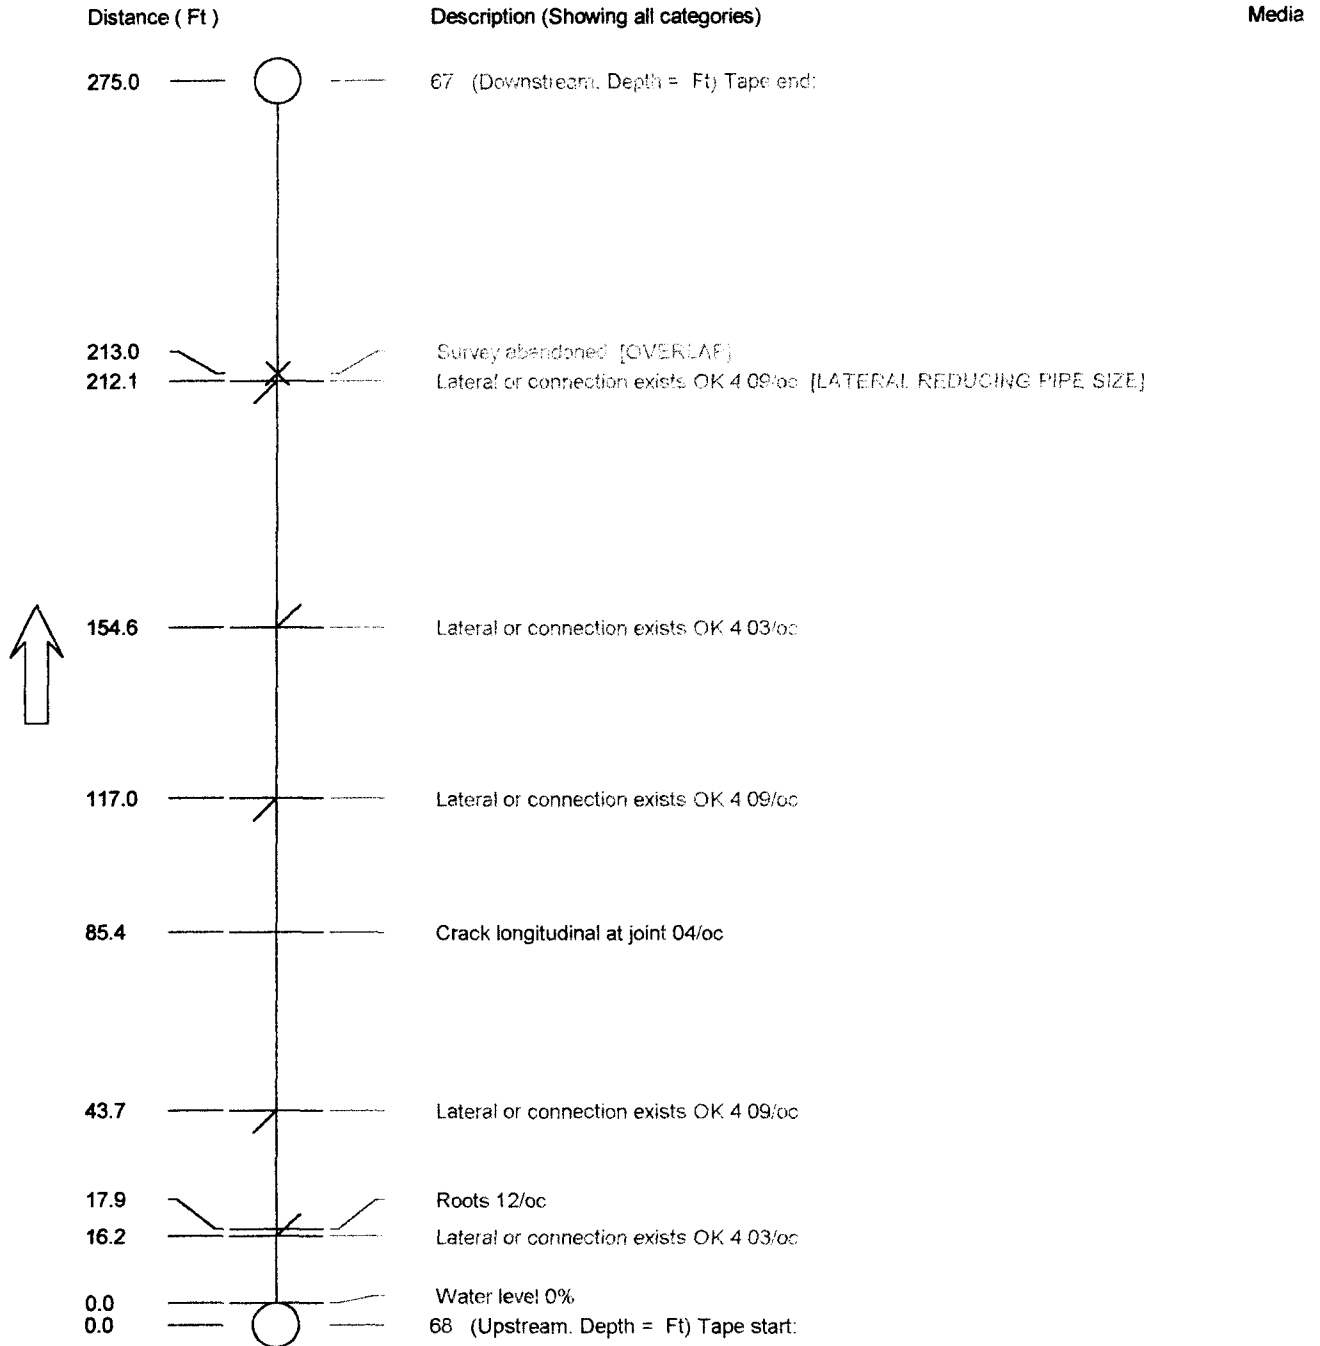 Distance ( Ft ) Description (Showing all categories) Media
275.0 67 (Downstream. Depth = Ft) Tape end:
213.0 Survey abandoned [OVERLAP]
212.1 Lateral or connection exists OK 4 09/oc [LATERAL REDUCING PIPE SIZE]
154.6 Lateral or connection exists OK 4 03/oc
117.0 Lateral or connection exists OK 4 09/oc
85.4 Crack longitudinal at joint 04/oc
43.7 Lateral or connection exists OK 4 09/oc
17.9 Roots 12/oc
16.2 Lateral or connection exists OK 4 03/oc
0.0 Water level 0%
0.0 68 (Upstream. Depth = Ft) Tape start: